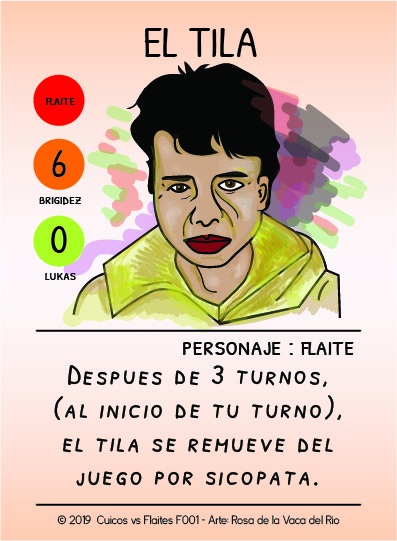 EL TILA
FLAITE
6
BRIGIDEZ
0
LUKAS
PERSONAJE : FLAITE
DESPUES DE 3 TURNOS,
(AL INICIO DE TU TURNO),
EL TILA SE REMUEVE DEL
JUEGO POR SICOPATA.
© 2019 Cuicos vs Flaites F001 - Arte: Rosa de la Vaca del Rio